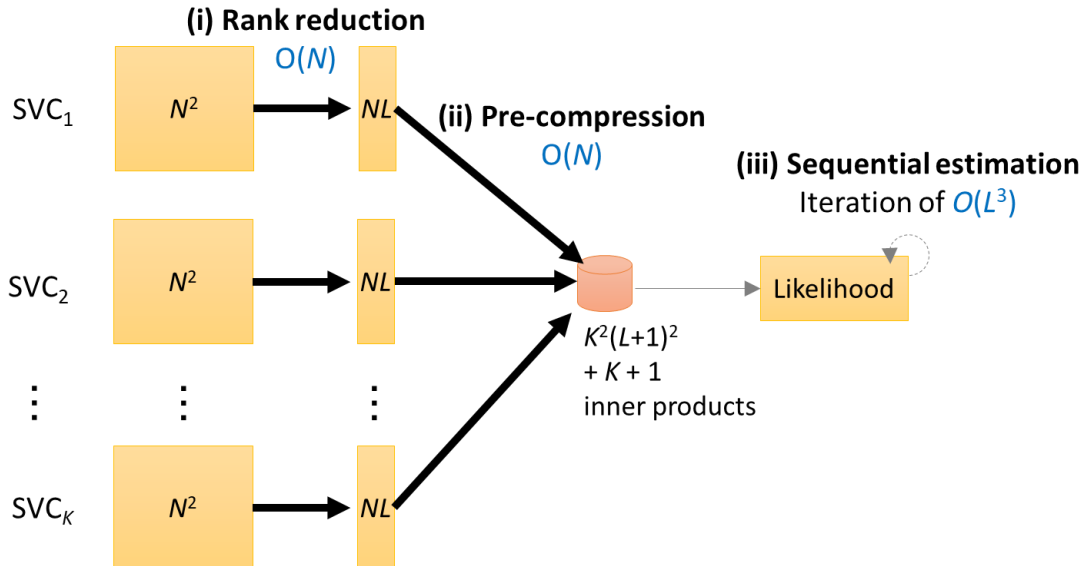 (i) Rank reduction
O(N)
SVC₁
N²
NL
(ii) Pre-compression
O(N)
(iii) Sequential estimation
Iteration of O(L³)
SVC₂
N²
NL
Likelihood
K²(L+1)²
+ K + 1
inner products
⋮ ⋮ ⋮
SVCₖ
N²
NL